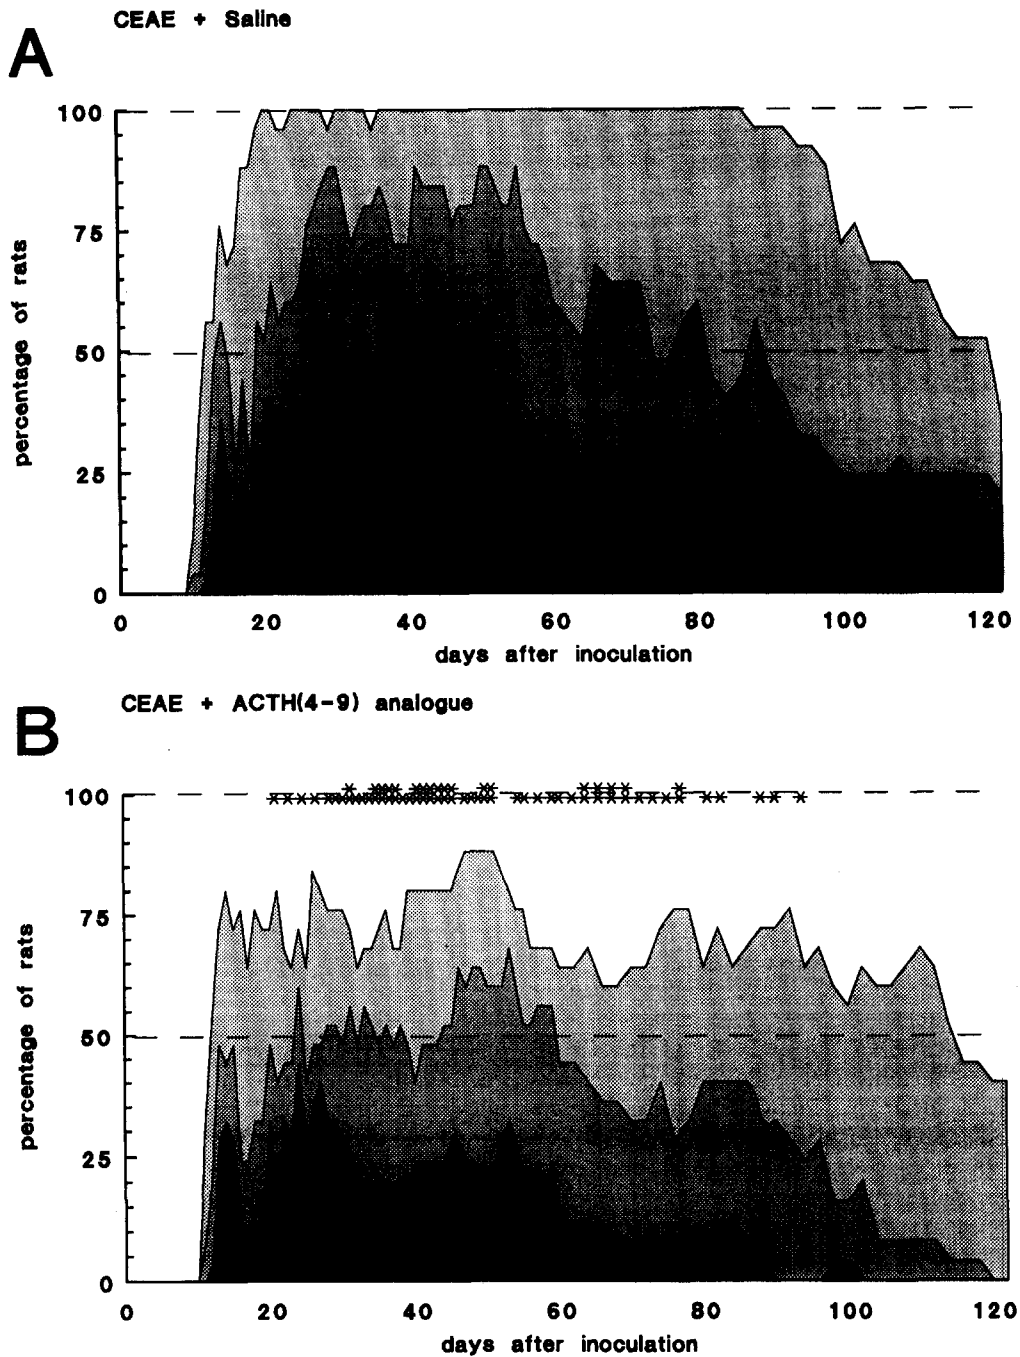 CEAE + Saline
A
100
75
50
25
0
percentage of rats
0 20 40 60 80 100 120
days after inoculation
CEAE + ACTH(4-9) analogue
B
100
75
50
25
0
percentage of rats
0 20 40 60 80 100 120
days after inoculation